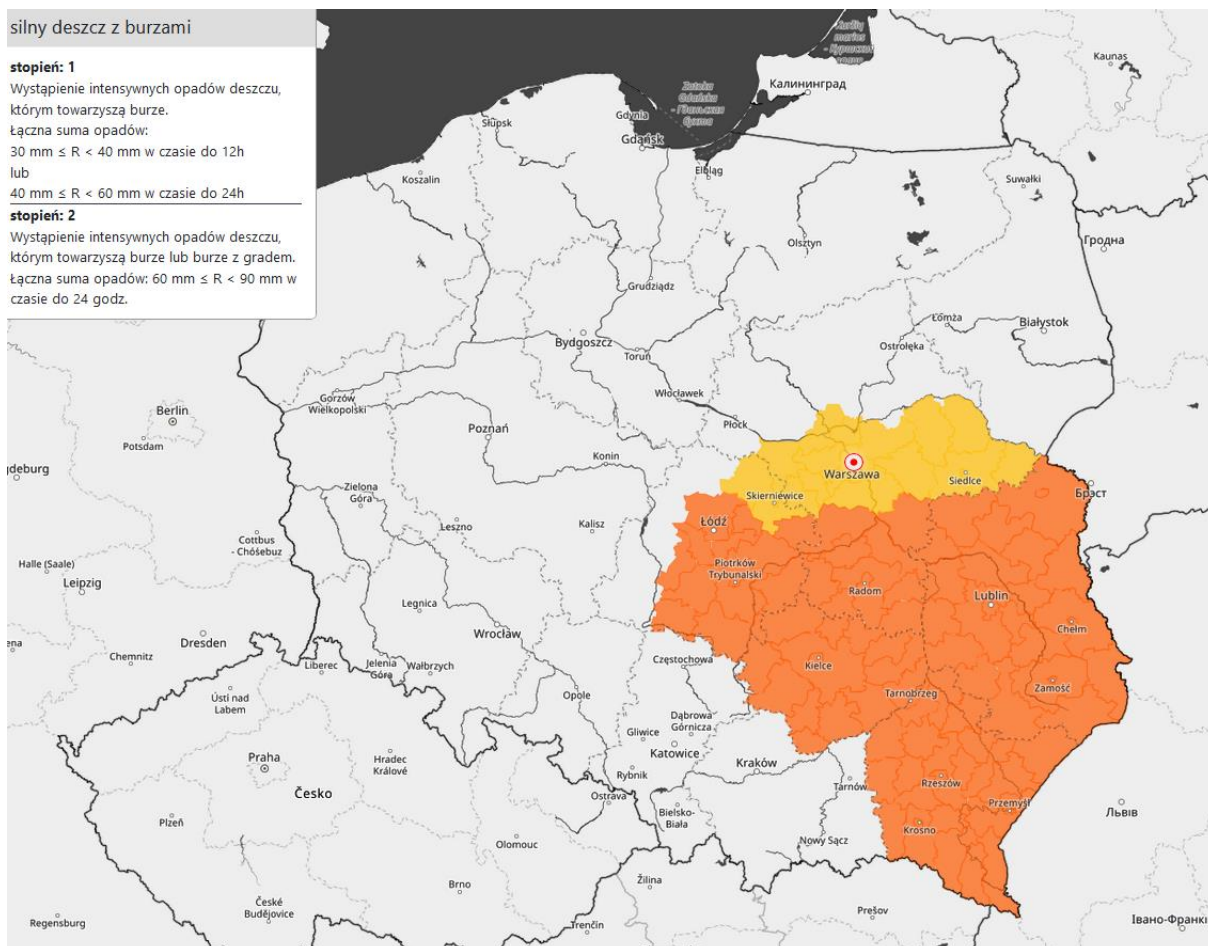 silny deszcz z burzami
stopień: 1
Wystąpienie intensywnych opadów deszczu,
którym towarzyszą burze.
Łączna suma opadów:
30 mm ≤ R < 40 mm w czasie do 12h
lub
40 mm ≤ R < 60 mm w czasie do 24h
stopień: 2
Wystąpienie intensywnych opadów deszczu,
którym towarzyszą burze lub burze z gradem.
Łączna suma opadów: 60 mm ≤ R < 90 mm w
czasie do 24 godz.
Kaunas
Zatoka
Gdańska
Калининград
Słupsk
Gdynia
Gdańsk
Elbląg
Koszalin
Suwałki
Гродна
Olsztyn
Grudziądz
Łomża
Białystok
Bydgoszcz
Toruń
Ostrołęka
Gorzów
Wielkopolski
Włocławek
Berlin
Potsdam
Poznań
Płock
Konin
Warszawa
Siedlce
Брэст
Zielona
Góra
Skierniewice
Leszno
Kalisz
Łódź
Cottbus
- Chóśebuz
Halle (Saale)
Leipzig
Piotrków
Trybunalski
Radom
Lublin
Legnica
Chełm
Wrocław
Dresden
Chemnitz
Liberec
Jelenia
Góra
Wałbrzych
Częstochowa
Kielce
Zamość
Ústí nad
Labem
Opole
Tarnobrzeg
Dąbrowa
Górnicza
Gliwice
Katowice
Praha
Hradec
Králové
Kraków
Rybnik
Tarnów
Rzeszów
Česko
Ostrava
Przemyśl
Львів
Plzeň
Bielsko-
Biała
Krosno
Olomouc
Nowy Sącz
Brno
Žilina
České
Budějovice
Regensburg
Trenčín
Prešov
Івано-Франкі